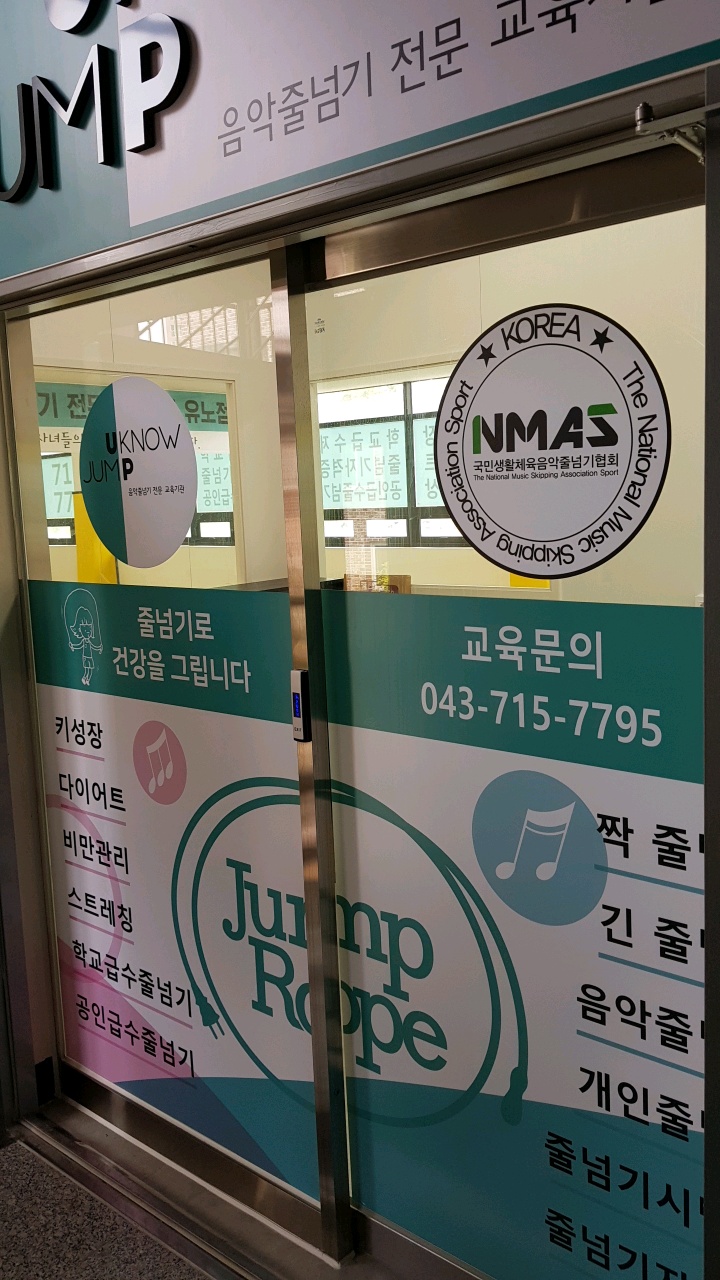 UMP
음악줄넘기 전문 교육기관
UKNOW
JUMP
음악줄넘기 전문 교육기관
KOREA
The National Music Skipping Association Sport
NMAS
국민생활체육음악줄넘기협회
The National Music Skipping Association Sport
줄넘기로
건강을 그립니다
교육문의
043-715-7795
키성장
다이어트
비만관리
스트레칭
학교급수줄넘기
공인급수줄넘기
Jump
Rope
짝 줄
긴 줄
음악줄
개인줄
줄넘기시
줄넘기